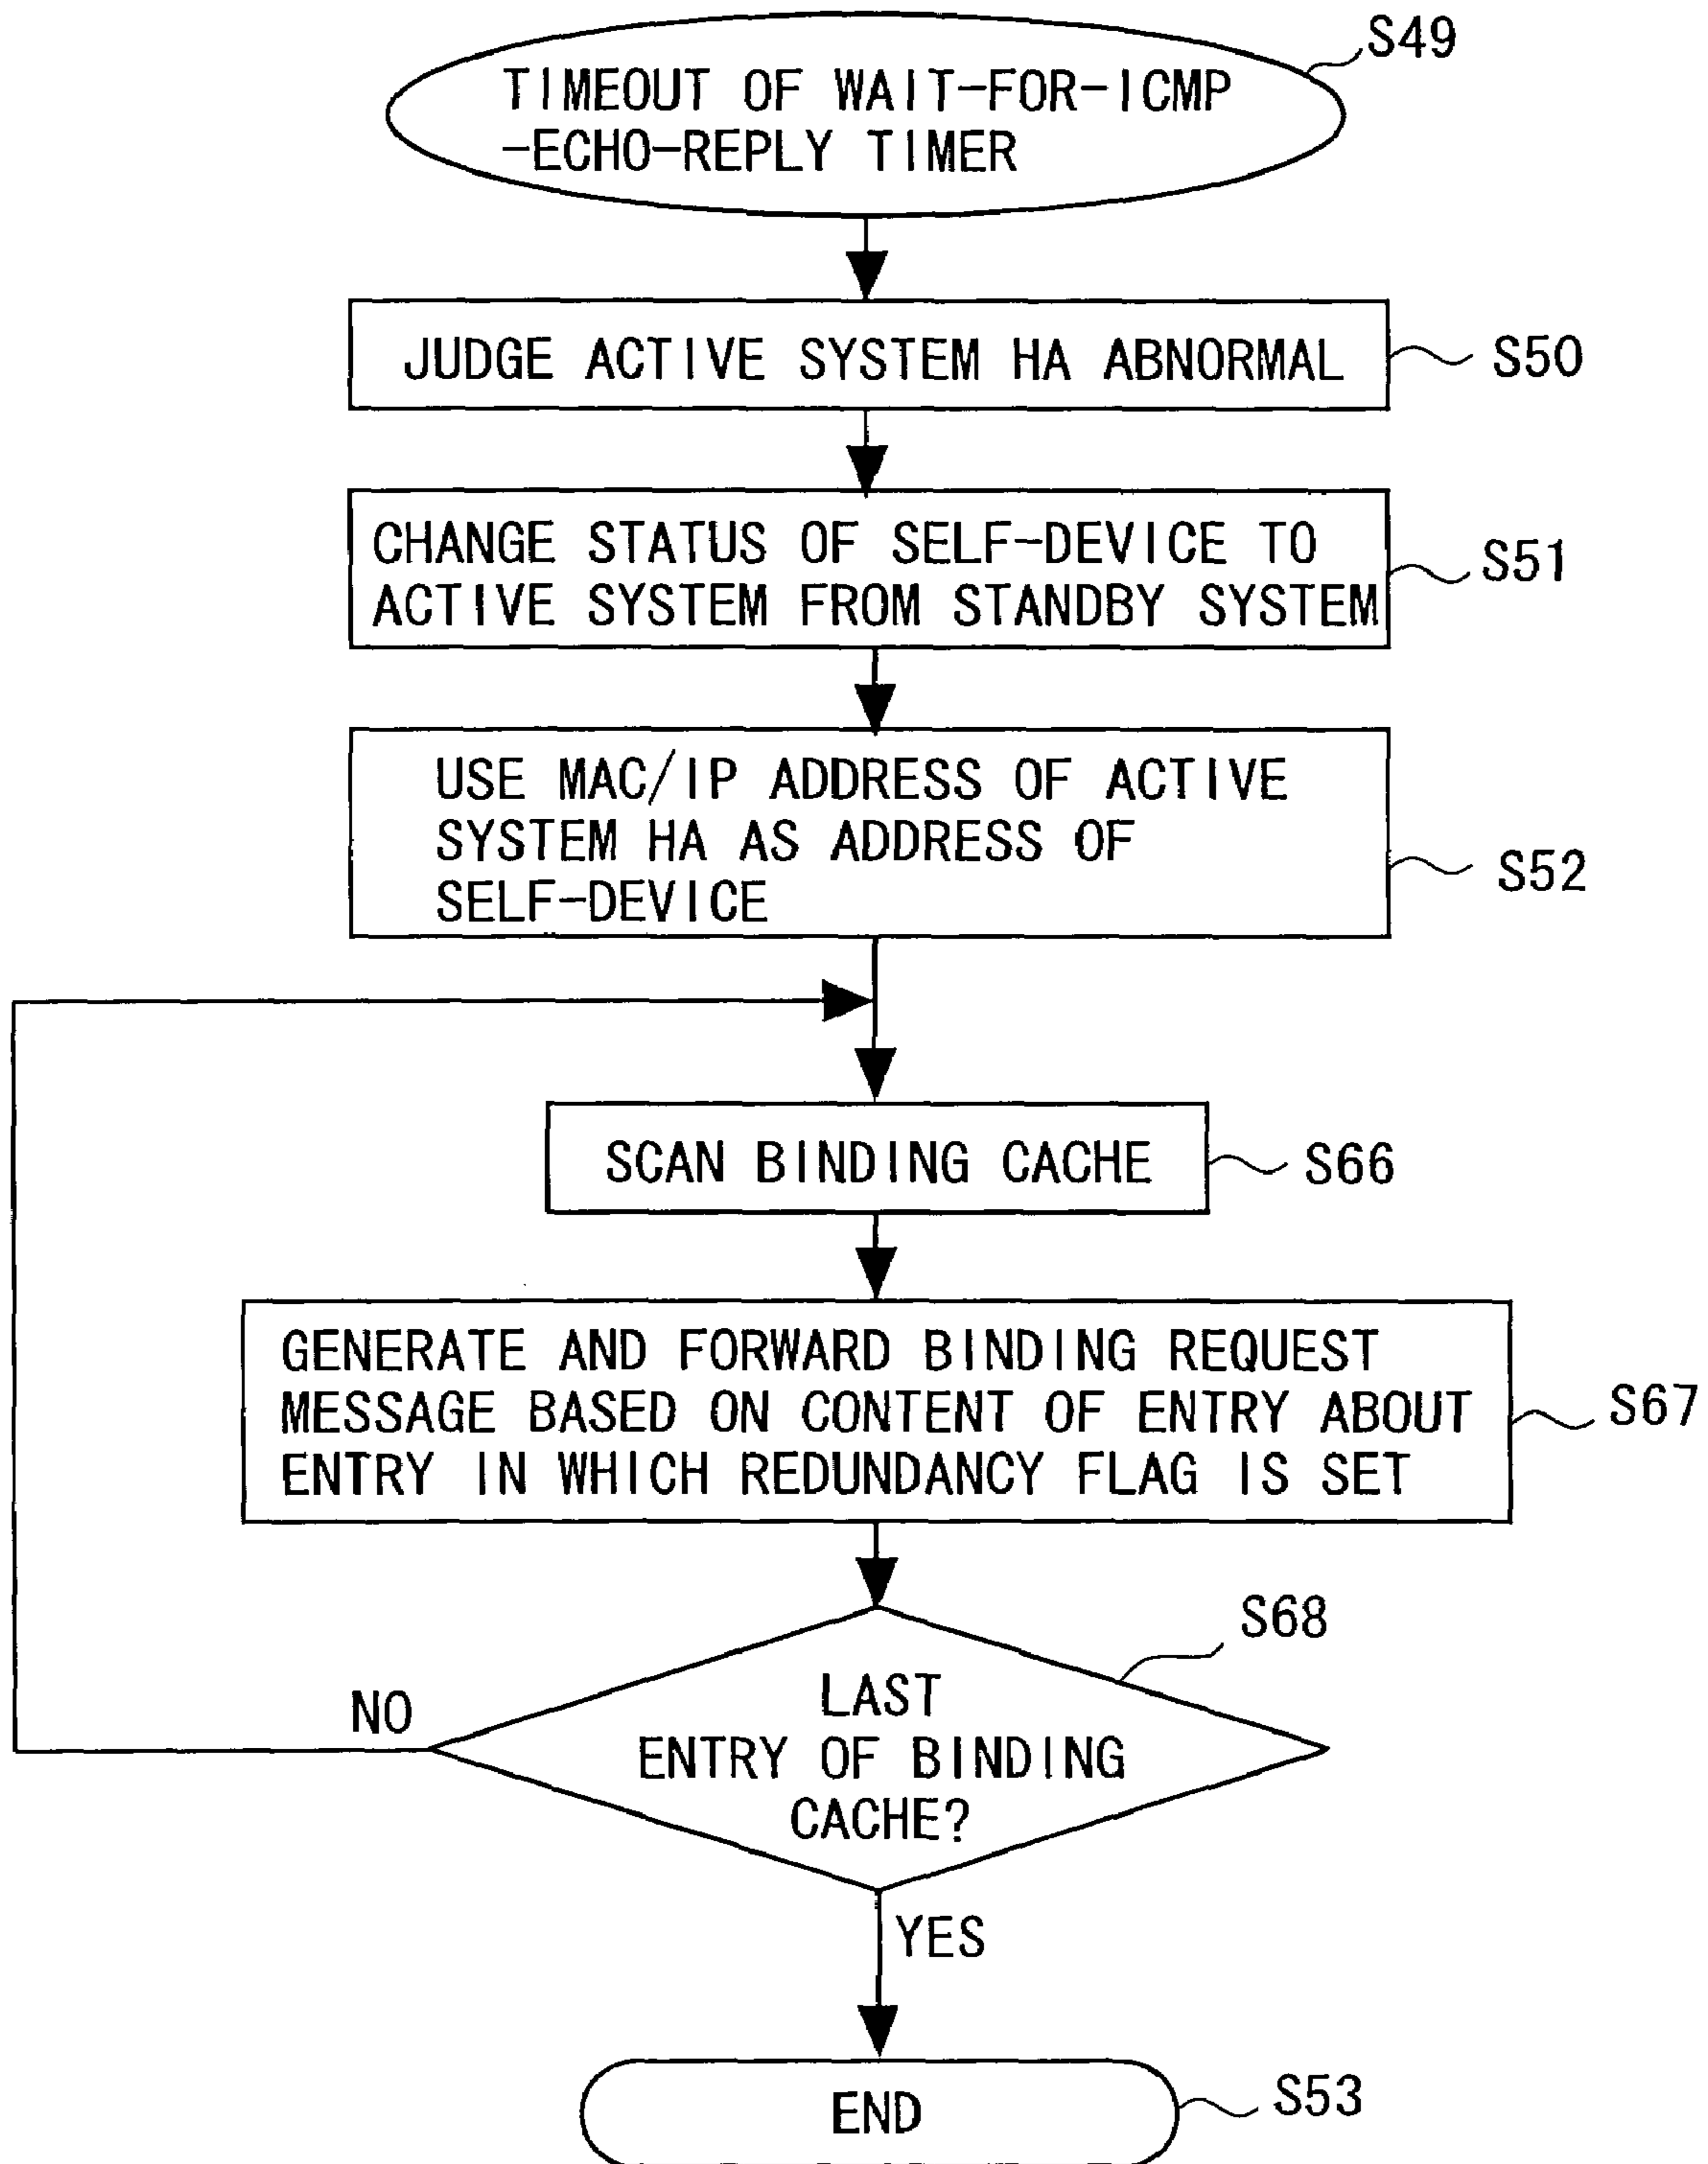 S49
TIMEOUT OF WAIT-FOR-ICMP
-ECHO-REPLY TIMER
JUDGE ACTIVE SYSTEM HA ABNORMAL
S50
CHANGE STATUS OF SELF-DEVICE TO
ACTIVE SYSTEM FROM STANDBY SYSTEM
S51
USE MAC/IP ADDRESS OF ACTIVE
SYSTEM HA AS ADDRESS OF
SELF-DEVICE
S52
SCAN BINDING CACHE
S66
GENERATE AND FORWARD BINDING REQUEST
MESSAGE BASED ON CONTENT OF ENTRY ABOUT
ENTRY IN WHICH REDUNDANCY FLAG IS SET
S67
S68
LAST
ENTRY OF BINDING
CACHE?
NO
YES
END
S53